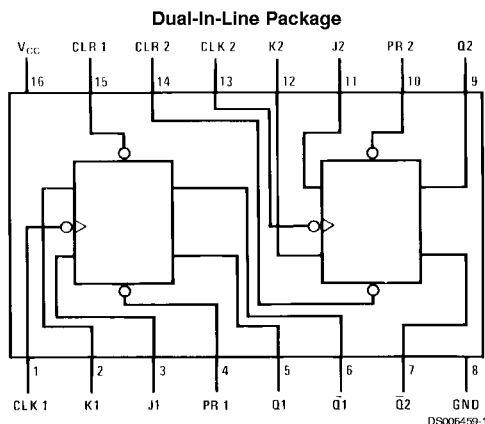 Dual-In-Line Package
VCC CLR 1 CLR 2 CLK 2 K2 J2 PR 2 Q2
16 15 14 13 12 11 10 9
1 2 3 4 5 6 7 8
CLK 1 K1 J1 PR 1 Q1 Q̄1 Q̄2 GND
DS006459-1